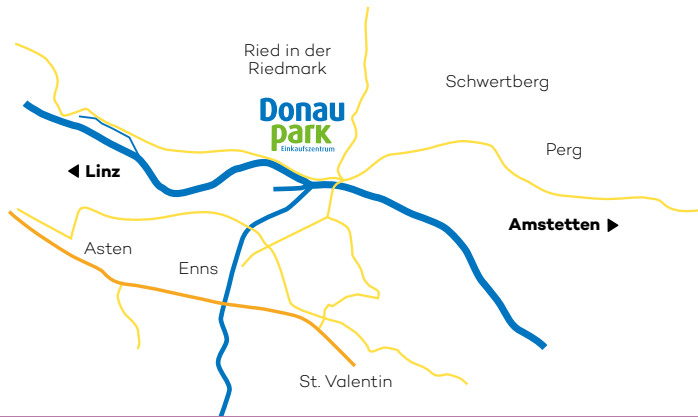 Ried in der
Riedmark
Schwertberg
Donau
park
Einkaufszentrum
Perg
Linz
Amstetten
Asten
Enns
St. Valentin